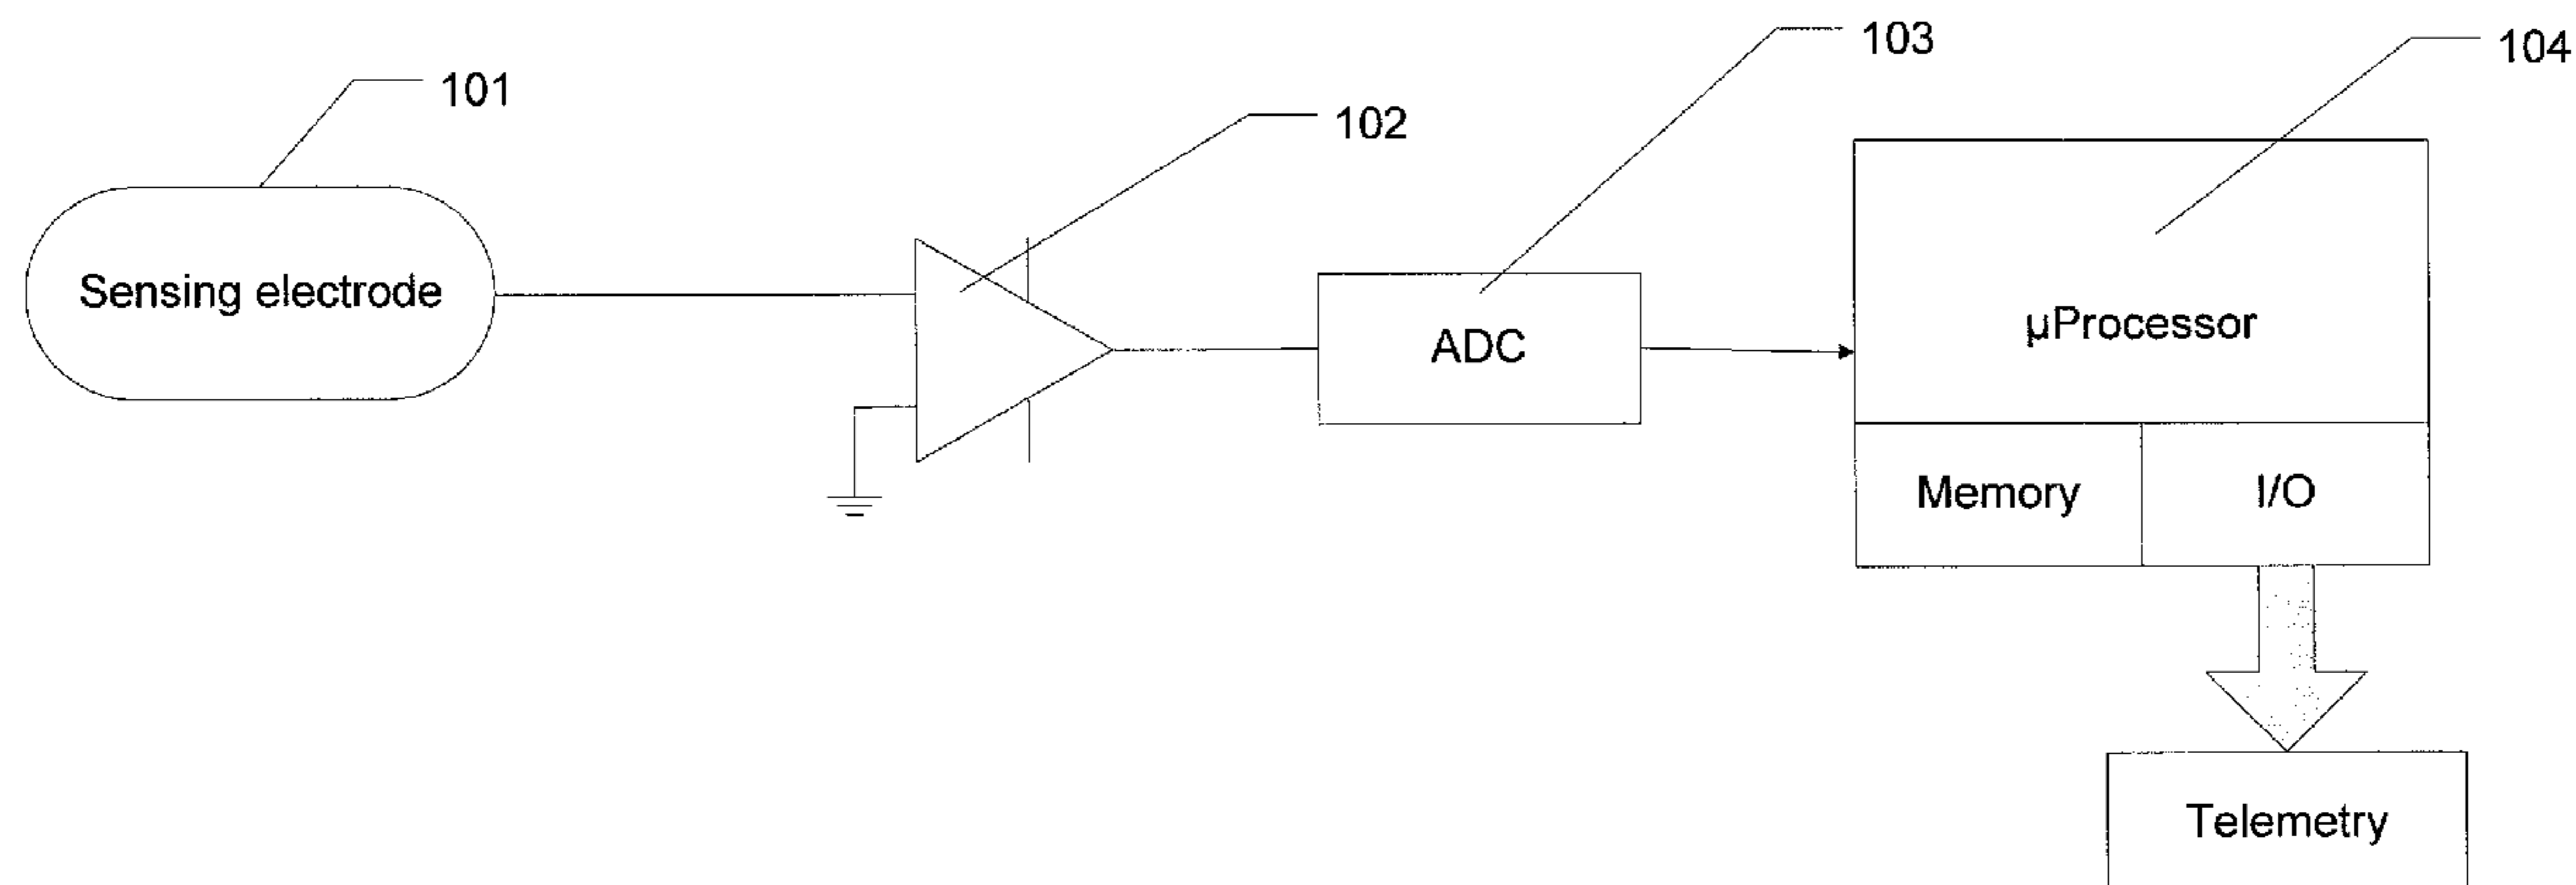 101
102
103
104
Sensing electrode
ADC
µProcessor
Memory
I/O
Telemetry